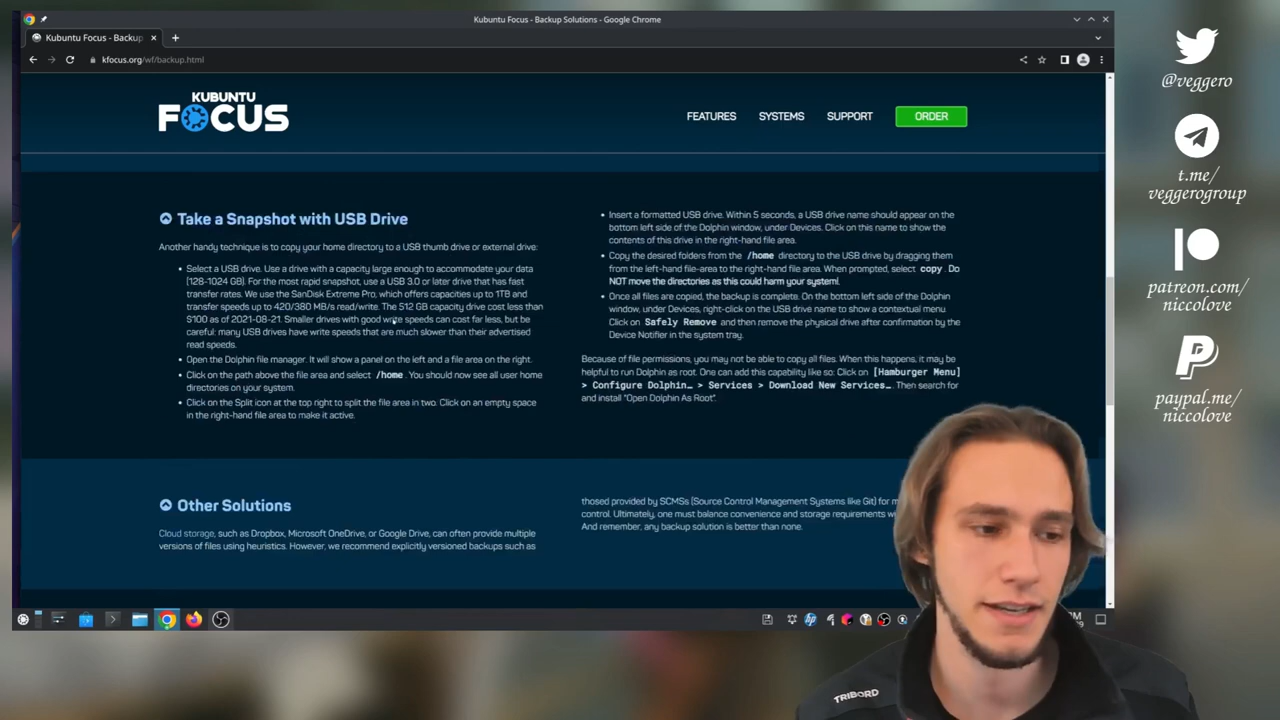 Kubuntu Focus - Backup Solutions - Google Chrome
Kubuntu Focus - Backup
kfocus.org/wf/backup.html
KUBUNTU
FOCUS
FEATURES
SYSTEMS
SUPPORT
ORDER
Take a Snapshot with USB Drive
Another handy technique is to copy your home directory to a USB thumb drive or external drive:
• Select a USB drive. Use a drive with a capacity large enough to accommodate your data
(128-1024 GB). For the most rapid snapshot, use a USB 3.0 or later drive that has fast
transfer rates. We use the SanDisk Extreme Pro, which offers capacities up to 1TB and
transfer speeds up to 420/380 MB/s read/write. The 512 GB capacity drive cost less than
$100 as of 2021-08-21. Smaller drives with good write speeds can cost far less, but be
careful: many USB drives have write speeds that are much slower than their advertised
read speeds.
• Open the Dolphin file manager. It will show a panel on the left and a file area on the right.
• Click on the path above the file area and select /home . You should now see all user home
directories on your system.
• Click on the Split icon at the top right to split the file area in two. Click on an empty space
in the right-hand file area to make it active.
• Insert a formatted USB drive. Within 5 seconds, a USB drive name should appear on the
bottom left side of the Dolphin window, under Devices. Click on this name to show the
contents of this drive in the right-hand file area.
• Copy the desired folders from the /home directory to the USB drive by dragging them
from the left-hand file-area to the right-hand file area. When prompted, select copy . Do
NOT move the directories as this could harm your system!
• Once all files are copied, the backup is complete. On the bottom left side of the Dolphin
window, under Devices, right-click on the USB drive to show a contextual menu.
Click on Safely Remove and then remove the physical drive after confirmation by the
Device Notifier in the system tray.
Because of file permissions, you may not be able to copy all files. When this happens, it may be
helpful to run Dolphin as root. One can add this capability like so: Click on [Hamburger Menu]
> Configure Dolphin… > Services > Download New Services… . Then search for
and install "Open Dolphin As Root".
Other Solutions
Cloud storage, such as Dropbox, Microsoft OneDrive, or Google Drive, can often provide multiple
versions of files using heuristics. However, we recommend explicitly versioned backups such as
thosed provided by SCMSs (Source Control Management Systems like Git) for m
control. Ultimately, one must balance convenience and storage requirements wi
And remember, any backup solution is better than none.
@veggero
t.me/
veggerogroup
patreon.com/
niccolove
paypal.me/
niccolove
TRIBORD